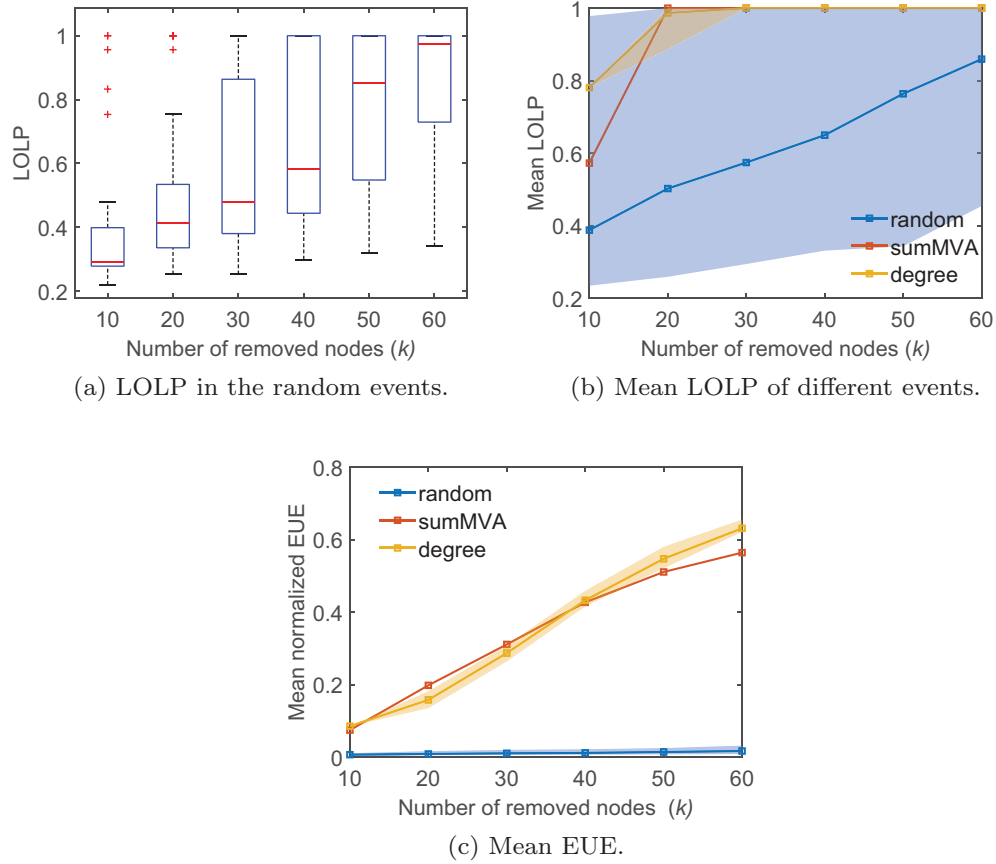 1
0.8
0.6
0.4
0.2
LOLP
10 20 30 40 50 60
Number of removed nodes (k)
(a) LOLP in the random events.
1
0.8
0.6
0.4
0.2
Mean LOLP
random
sumMVA
degree
10 20 30 40 50 60
Number of removed nodes (k)
(b) Mean LOLP of different events.
0.8
0.6
0.4
0.2
0
Mean normalized EUE
random
sumMVA
degree
10 20 30 40 50 60
Number of removed nodes (k)
(c) Mean EUE.